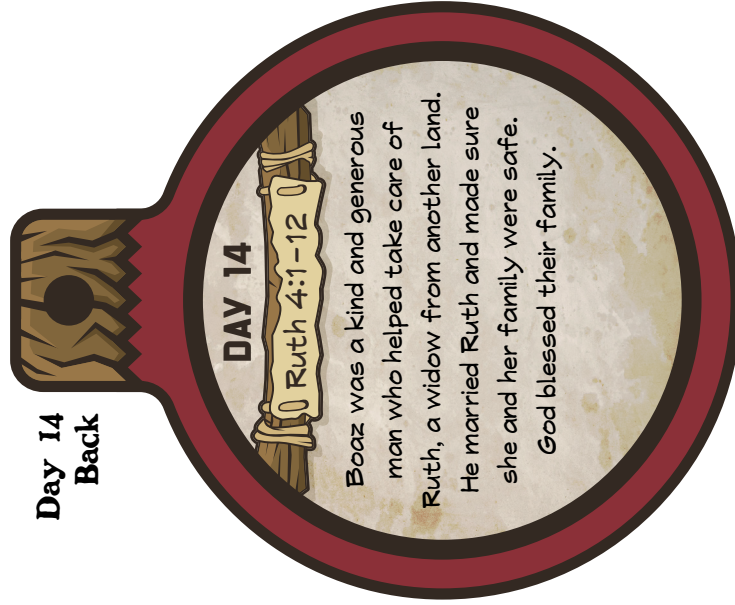 Day 14
Back
DAY 14
Ruth 4:1-12
Boaz was a kind and generous
man who helped take care of
Ruth, a widow from another land.
He married Ruth and made sure
she and her family were safe.
God blessed their family.